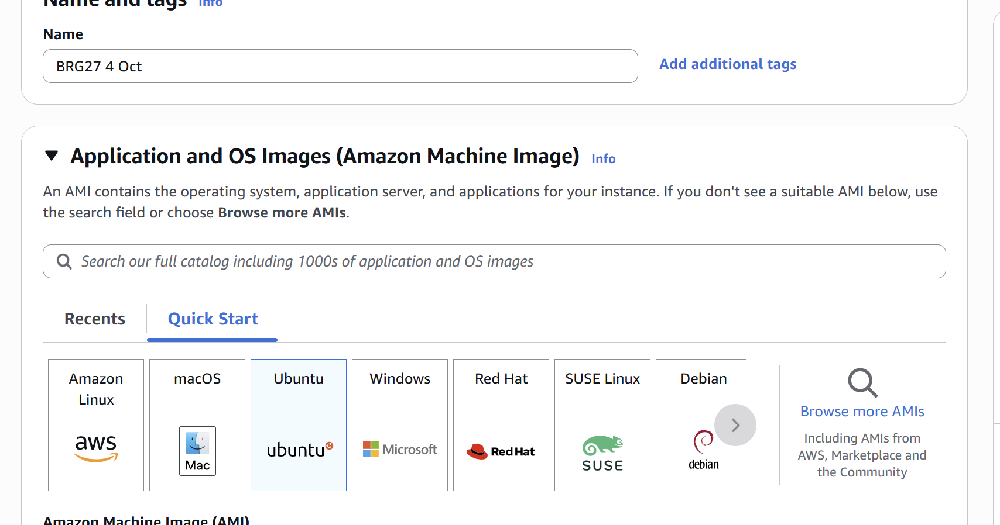 Name and tags Info
Name
BRG27 4 Oct
Add additional tags
Application and OS Images (Amazon Machine Image) Info
An AMI contains the operating system, application server, and applications for your instance. If you don't see a suitable AMI below, use
the search field or choose Browse more AMIs.
Search our full catalog including 1000s of application and OS images
Recents
Quick Start
Amazon
Linux
aws
macOS
Mac
Ubuntu
ubuntu
Windows
Microsoft
Red Hat
Red Hat
SUSE Linux
SUSE
Debian
debian
Browse more AMIs
Including AMIs from
AWS, Marketplace and
the Community
Amazon Machine Image (AMI)